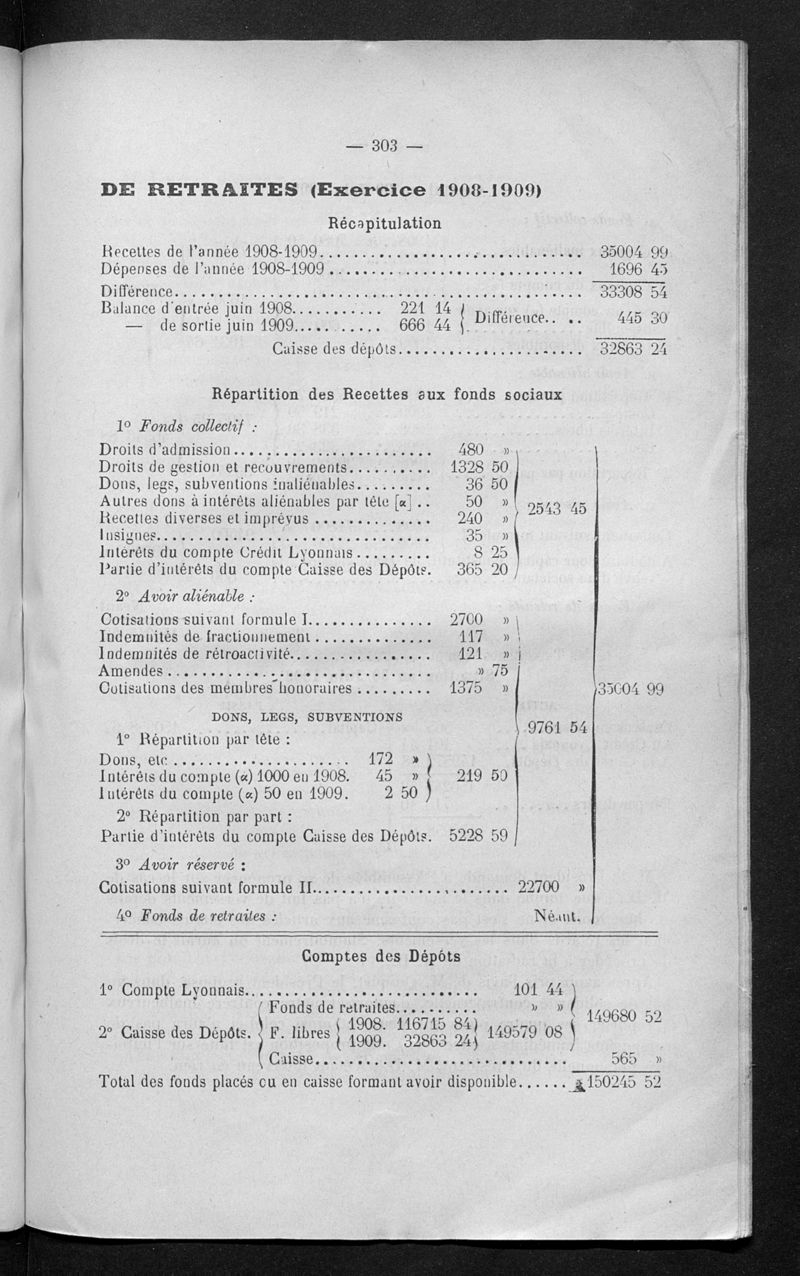 — 303 —
DE RETRAITES (Exercice 1908-1909)
Récapitulation
Recettes de l'année 1908-1909........ 35004 99
Dépenses de l'année 1908-1909........ 1696 45
Différence........ 33308 54
Balance d'entrée juin 1908........ 221 14 } Différence.. .. 445 30
— de sortie juin 1909........ 666 44
Caisse des dépôts........ 32863 24
Répartition des Recettes aux fonds sociaux
1º Fonds collectif :
Droits d'admission........ 480 »
Droits de gestion et recouvrements........ 1328 50
Dons, legs, subventions inaliénables........ 36 50
Autres dons à intérêts aliénables par tête [α] .. 50 » } 2543 45
Recettes diverses et imprévus........ 240 »
Insignes........ 35 »
Intérêts du compte Crédit Lyonnais........ 8 25
Partie d'intérêts du compte Caisse des Dépôts. 365 20
2º Avoir aliénable :
Cotisations suivant formule I........ 2700 »
Indemnités de fractionnement........ 117 »
Indemnités de rétroactivité........ 121 »
Amendes........ » 75
Cotisations des membres honoraires........ 1375 » } 35004 99
DONS, LEGS, SUBVENTIONS
9761 54
1º Répartition par tête :
Dons, etc........ 172 »
Intérêts du compte (α) 1000 en 1908. 45 » } 219 50
Intérêts du compte (α) 50 en 1909. 2 50
2º Répartition par part :
Partie d'intérêts du compte Caisse des Dépôts. 5228 59
3º Avoir réservé :
Cotisations suivant formule II........ 22700 »
4º Fonds de retraites : Néant.
Comptes des Dépôts
1º Compte Lyonnais........ 101 44
Fonds de retraites........ » » } 149680 52
2º Caisse des Dépôts. { F. libres { 1908. 116715 84 } 149579 08
1909. 32863 24
Caisse........ 565 »
Total des fonds placés ou en caisse formant avoir disponible...... 150245 52